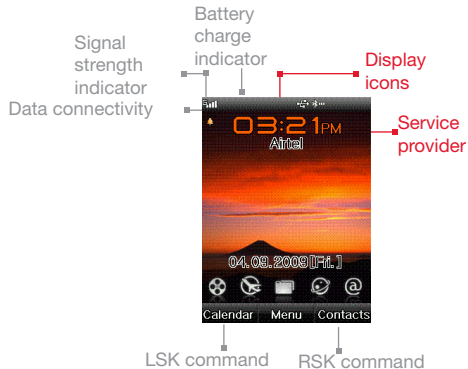 Battery
charge
indicator
Signal
strength
indicator
Data connectivity
Display
icons
Service
provider
03:21PM
Airtel
04.09.2009[Fri.]
Calendar Menu Contacts
LSK command
RSK command